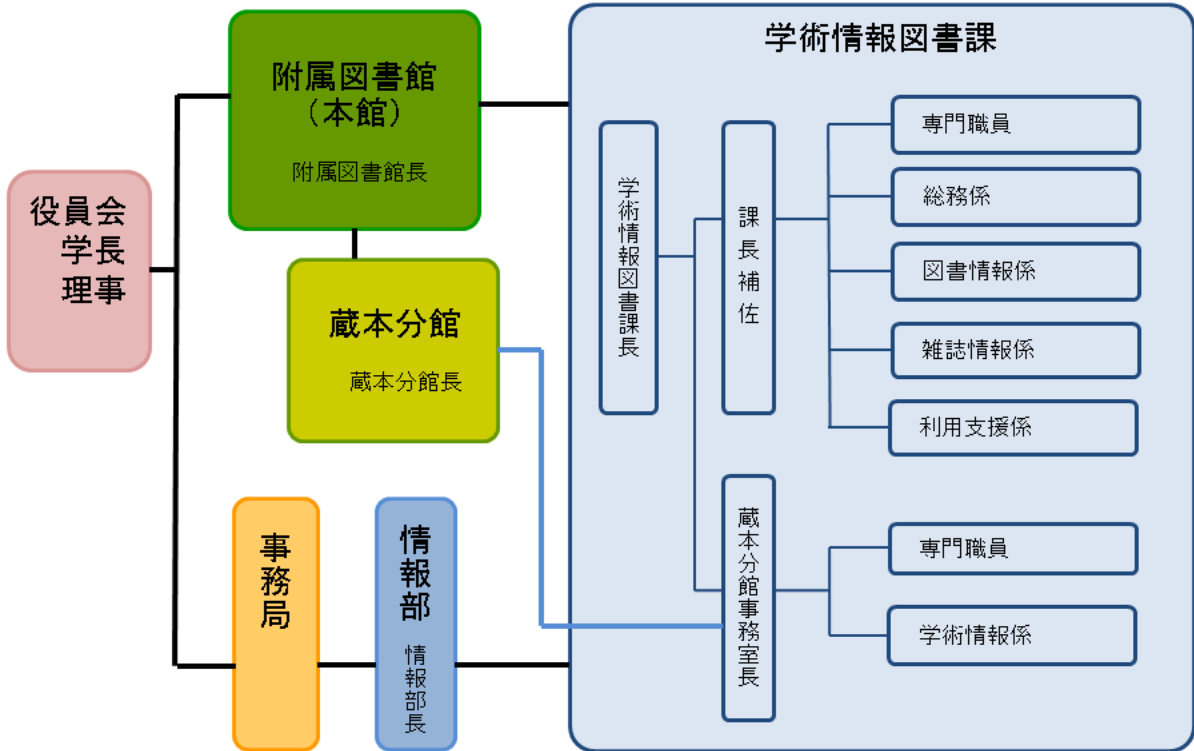 役員会
学長
理事
附属図書館
(本館)
附属図書館長
蔵本分館
蔵本分館長
事務局
情報部
情報部長
学術情報図書課
学術情報図書課長
課長補佐
専門職員
総務係
図書情報係
雑誌情報係
利用支援係
蔵本分館事務室長
専門職員
学術情報係